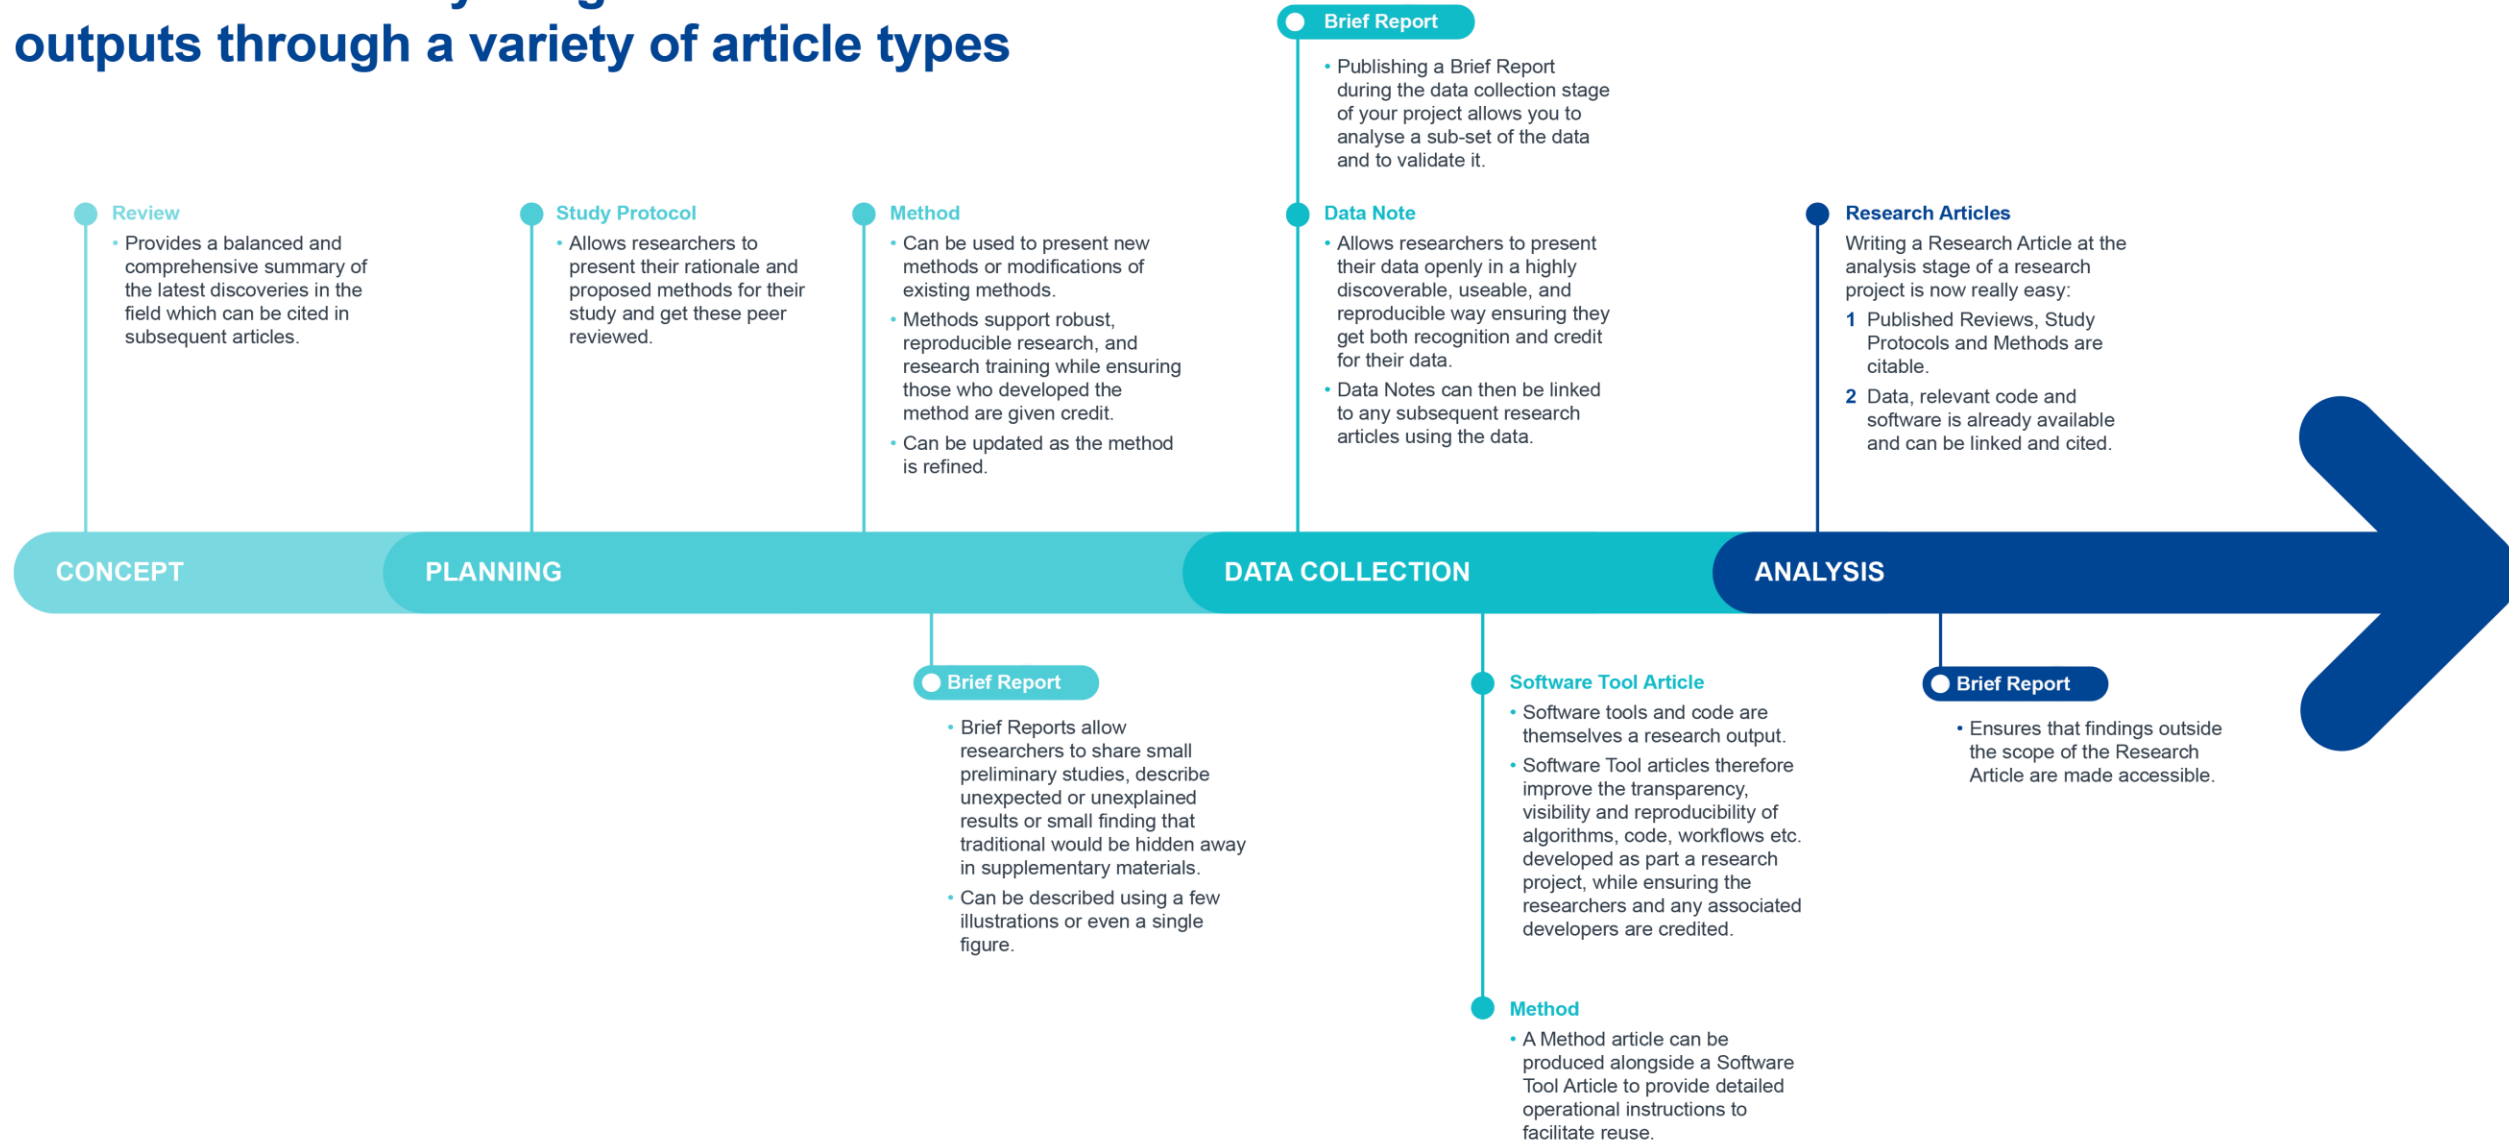 outputs through a variety of article types
Brief Report
• Publishing a Brief Report
during the data collection stage
of your project allows you to
analyse a sub-set of the data
and to validate it.
Review
• Provides a balanced and
comprehensive summary of
the latest discoveries in the
field which can be cited in
subsequent articles.
Study Protocol
• Allows researchers to
present their rationale and
proposed methods for their
study and get these peer
reviewed.
Method
• Can be used to present new
methods or modifications of
existing methods.
• Methods support robust,
reproducible research, and
research training while ensuring
those who developed the
method are given credit.
• Can be updated as the method
is refined.
Data Note
• Allows researchers to present
their data openly in a highly
discoverable, useable, and
reproducible way ensuring they
get both recognition and credit
for their data.
• Data Notes can then be linked
to any subsequent research
articles using the data.
Research Articles
Writing a Research Article at the
analysis stage of a research
project is now really easy:
1 Published Reviews, Study
Protocols and Methods are
citable.
2 Data, relevant code and
software is already available
and can be linked and cited.
CONCEPT
PLANNING
DATA COLLECTION
ANALYSIS
Brief Report
• Brief Reports allow
researchers to share small
preliminary studies, describe
unexpected or unexplained
results or small finding that
traditional would be hidden away
in supplementary materials.
• Can be described using a few
illustrations or even a single
figure.
Software Tool Article
• Software tools and code are
themselves a research output.
• Software Tool articles therefore
improve the transparency,
visibility and reproducibility of
algorithms, code, workflows etc.
developed as part a research
project, while ensuring the
researchers and any associated
developers are credited.
Method
• A Method article can be
produced alongside a Software
Tool Article to provide detailed
operational instructions to
facilitate reuse.
Brief Report
• Ensures that findings outside
the scope of the Research
Article are made accessible.